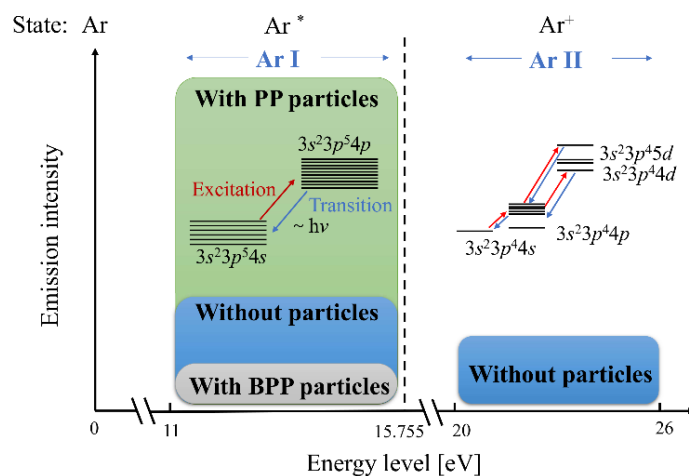 State: Ar Ar * Ar⁺
Ar I Ar II
With PP particles
3s²3p⁵4p
3s²3p⁴5d
3s²3p⁴4d
Excitation
Transition
~ hν
3s²3p⁵4s
3s²3p⁴4s 3s²3p⁴4p
Without particles
With BPP particles
Without particles
Emission intensity
0 11 15.755 20 26
Energy level [eV]